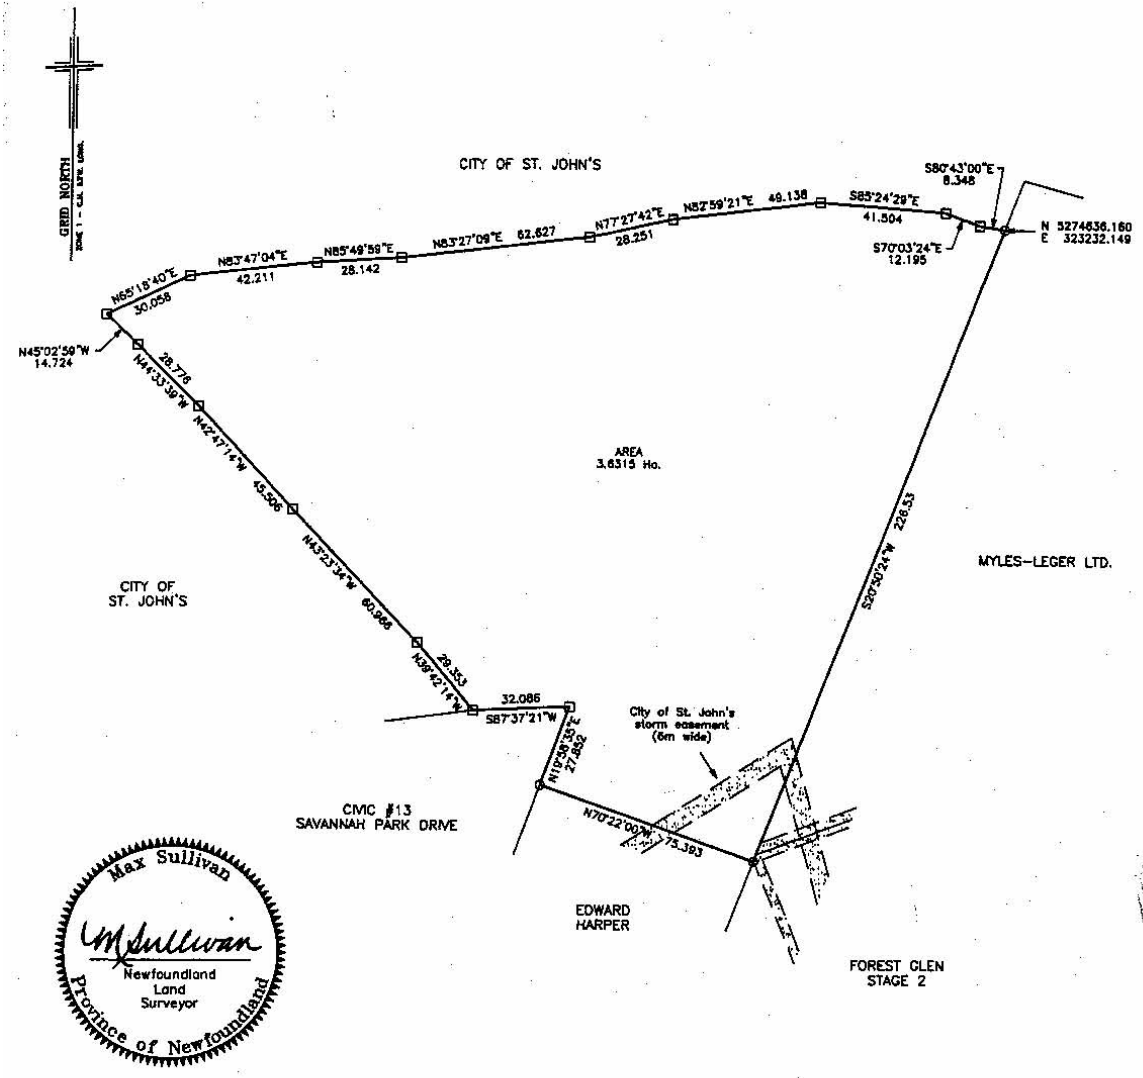 GRID NORTH
CITY OF ST. JOHN'S
S80°43'00"E
8.348
N 5274636.160
E 323232.149
S85°24'29"E
41.504
S70°03'24"E
12.195
N82°59'21"E 49.138
N77°27'42"E
28.251
N83°27'09"E 62.627
N85°49'59"E
28.142
N83°47'04"E
42.211
N65°18'40"E
30.058
N45°02'59"W
14.724
28.776
N44°33'39"W
N42°47'14"W 45.506
AREA
3.6315 Ha.
N43°23'34"W 60.966
S20°50'24"W 226.53
MYLES-LEGER LTD.
CITY OF
ST. JOHN'S
29.353
N39°42'14"W
32.086
S87°37'21"W
N19°58'35"E
27.852
City of St. John's
storm easement
(6m wide)
N70°22'00"W 75.393
CIVIC #13
SAVANNAH PARK DRIVE
EDWARD
HARPER
FOREST GLEN
STAGE 2
Max Sullivan
M Sullivan
Newfoundland
Land
Surveyor
Province of Newfoundland